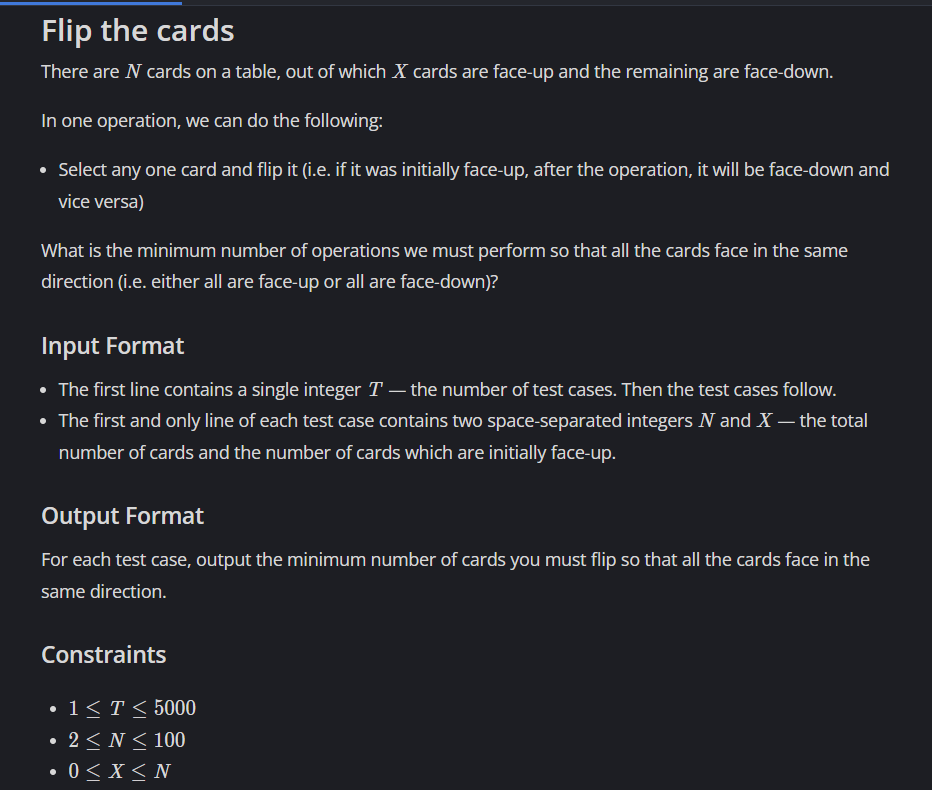 Flip the cards
There are N cards on a table, out of which X cards are face-up and the remaining are face-down.
In one operation, we can do the following:
• Select any one card and flip it (i.e. if it was initially face-up, after the operation, it will be face-down and
vice versa)
What is the minimum number of operations we must perform so that all the cards face in the same
direction (i.e. either all are face-up or all are face-down)?
Input Format
• The first line contains a single integer T — the number of test cases. Then the test cases follow.
• The first and only line of each test case contains two space-separated integers N and X — the total
number of cards and the number of cards which are initially face-up.
Output Format
For each test case, output the minimum number of cards you must flip so that all the cards face in the
same direction.
Constraints
• 1 ≤ T ≤ 5000
• 2 ≤ N ≤ 100
• 0 ≤ X ≤ N